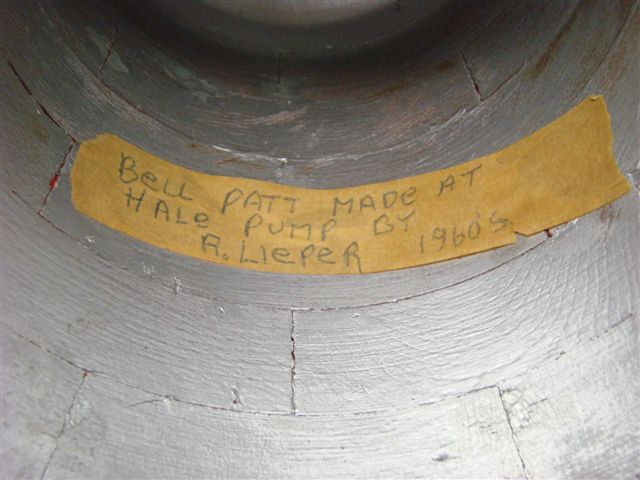 BeLL PATT MADE AT
HALe PUMP BY
R. LIePeR 1960's